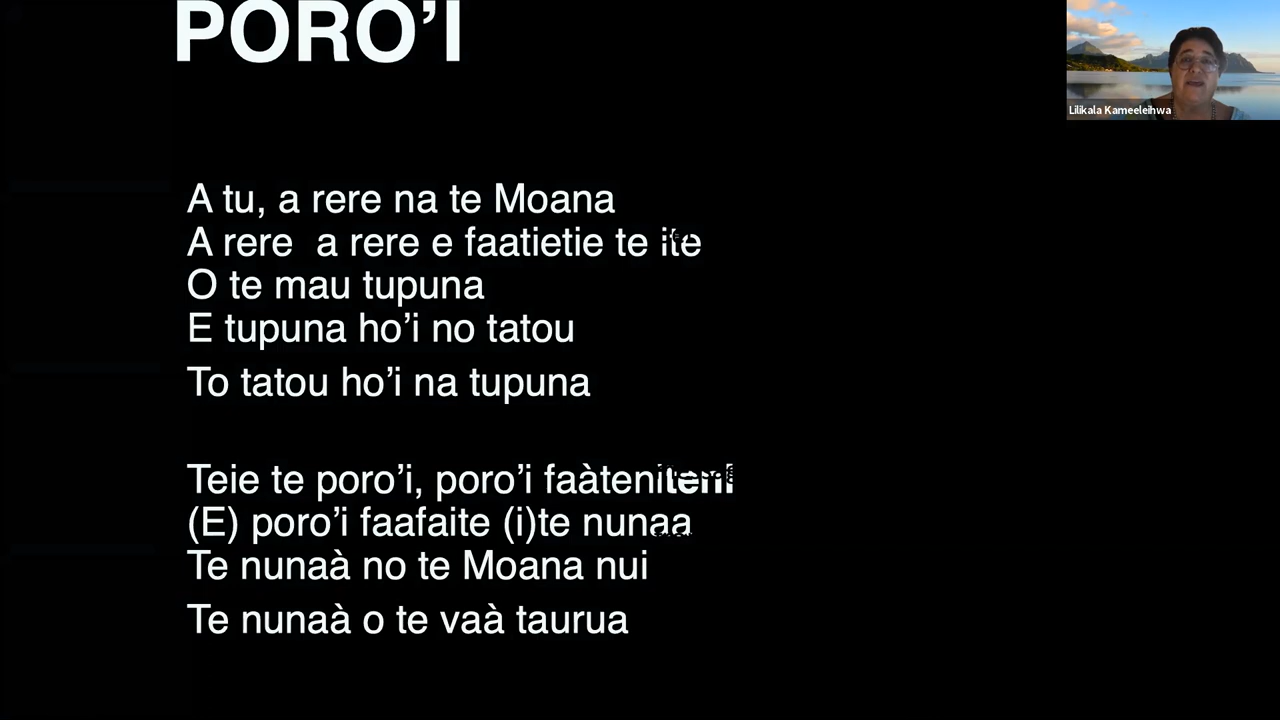 PORO’I
Lilikala Kameeleihwa
A tu, a rere na te Moana
A rere a rere e faatietie te ite
O te mau tupuna
E tupuna ho’i no tatou
To tatou ho’i na tupuna
Teie te poro’i, poro’i faàteniteni
(E) poro’i faafaite (i)te nunaa
Te nunaà no te Moana nui
Te nunaà o te vaà taurua